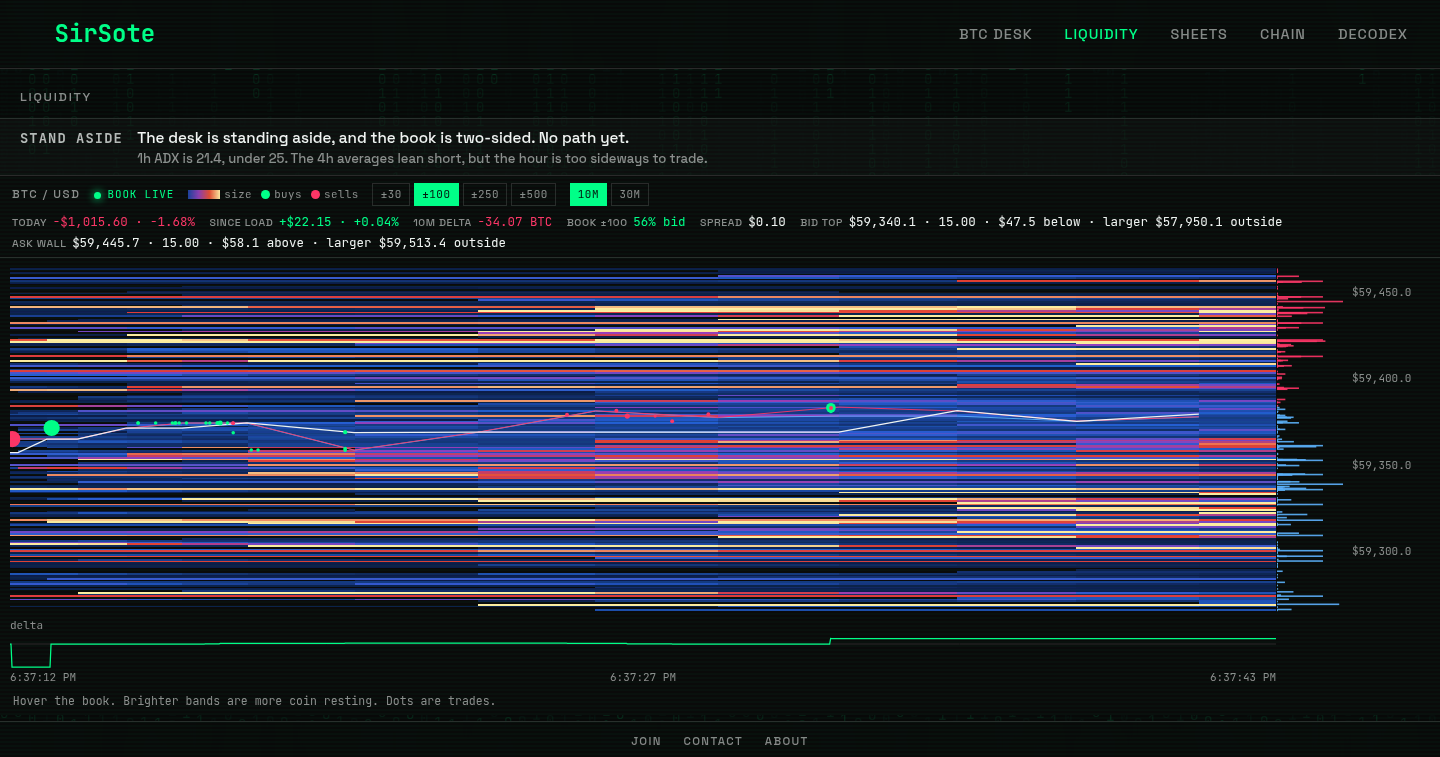 SirSote
BTC DESK LIQUIDITY SHEETS CHAIN DECODEX
LIQUIDITY
STAND ASIDE The desk is standing aside, and the book is two-sided. No path yet.
1h ADX is 21.4, under 25. The 4h averages lean short, but the hour is too sideways to trade.
BTC / USD BOOK LIVE size buys sells ±30 ±100 ±250 ±500 10M 30M
TODAY -$1,015.60 · -1.68% SINCE LOAD +$22.15 · +0.04% 10M DELTA -34.07 BTC BOOK ±100 56% bid SPREAD $0.10 BID TOP $59,340.1 · 15.00 · $47.5 below · larger $57,950.1 outside
ASK WALL $59,445.7 · 15.00 · $58.1 above · larger $59,513.4 outside
$59,450.0
$59,400.0
$59,350.0
$59,300.0
delta
6:37:12 PM 6:37:27 PM 6:37:43 PM
Hover the book. Brighter bands are more coin resting. Dots are trades.
JOIN CONTACT ABOUT